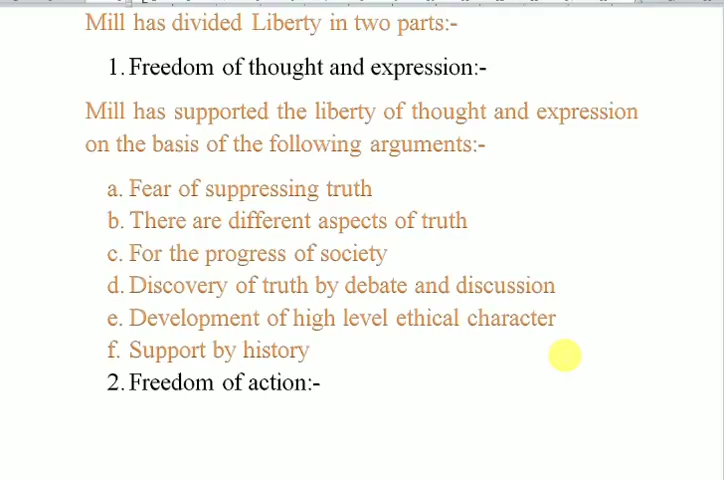 Mill has divided Liberty in two parts:-
1. Freedom of thought and expression:-
Mill has supported the liberty of thought and expression
on the basis of the following arguments:-
a. Fear of suppressing truth
b. There are different aspects of truth
c. For the progress of society
d. Discovery of truth by debate and discussion
e. Development of high level ethical character
f. Support by history
2. Freedom of action:-